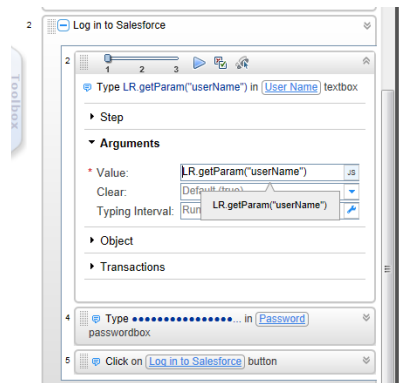 2 Log in to Salesforce
Toolbox
2
1 2 3
Type LR.getParam("userName") in User Name textbox
Step
Arguments
* Value: LR.getParam("userName") JS
Clear: Default (true)
LR.getParam("userName")
Typing Interval: Run
Object
Transactions
4 Type ●●●●●●●●●●●●●●●●... in Password
passwordbox
5 Click on Log in to Salesforce button